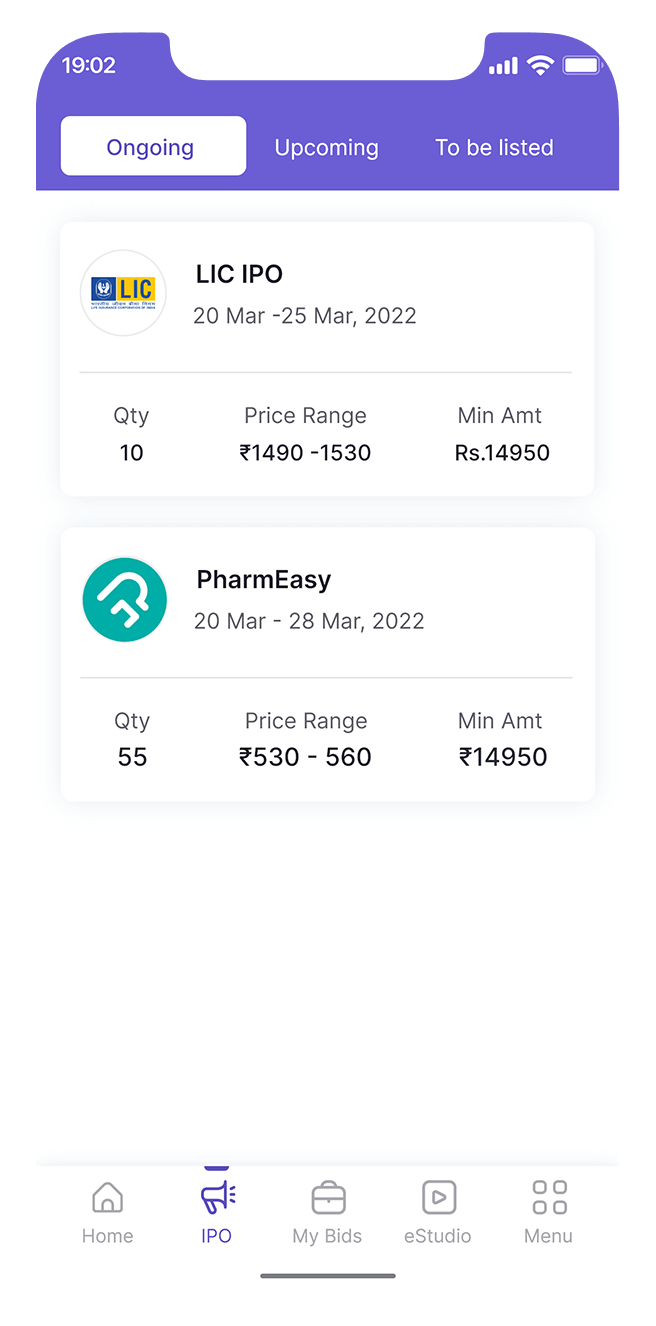 19:02
Ongoing Upcoming To be listed
LIC
LIC IPO
20 Mar -25 Mar, 2022
Qty Price Range Min Amt
10 ₹1490 -1530 Rs.14950
PharmEasy
20 Mar - 28 Mar, 2022
Qty Price Range Min Amt
55 ₹530 - 560 ₹14950
Home IPO My Bids eStudio Menu